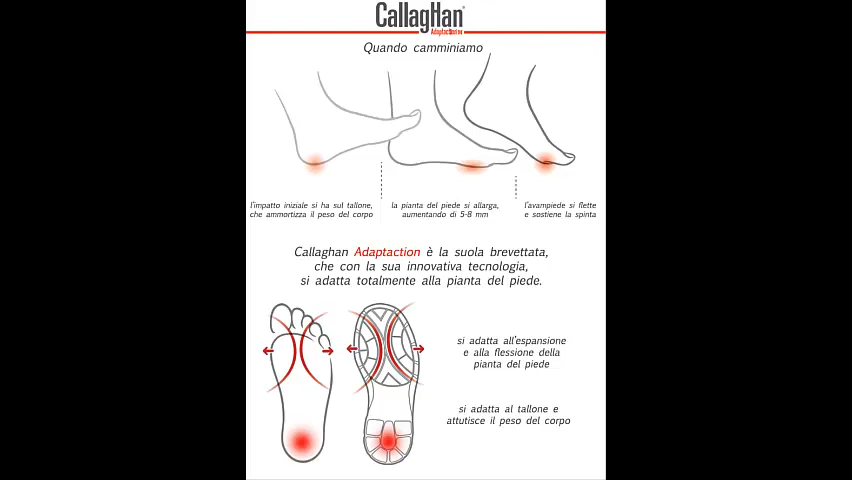 CallagHan
Adaptaction
Quando camminiamo
l'impatto iniziale si ha sul tallone,
che ammortizza il peso del corpo
la pianta del piede si allarga,
aumentando di 5-8 mm
l'avampiede si flette
e sostiene la spinta
Callaghan Adaptaction è la suola brevettata,
che con la sua innovativa tecnologia,
si adatta totalmente alla pianta del piede.
si adatta all'espansione
e alla flessione della
pianta del piede
si adatta al tallone e
attutisce il peso del corpo